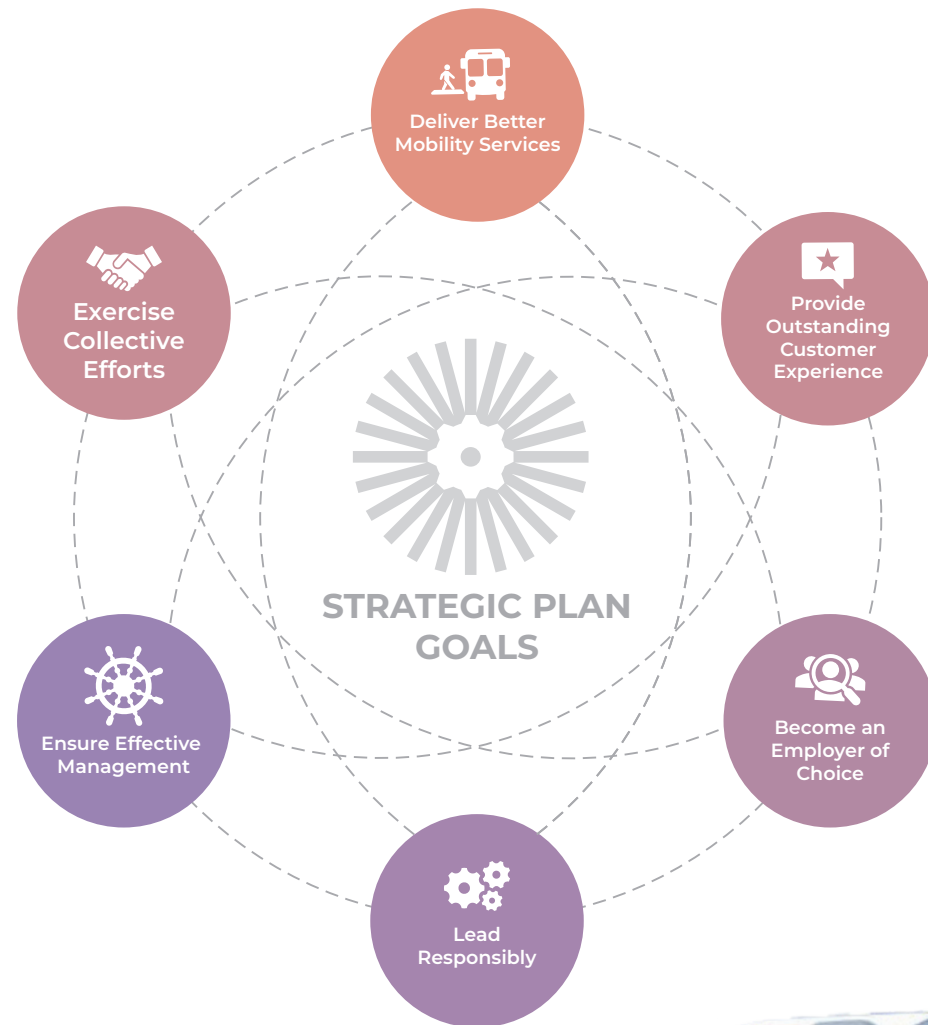 Deliver Better
Mobility Services
Provide
Outstanding
Customer
Experience
Become an
Employer of
Choice
Lead
Responsibly
Ensure Effective
Management
Exercise
Collective
Efforts
STRATEGIC PLAN
GOALS